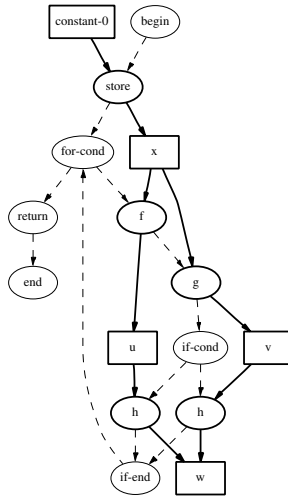 constant-0
begin
store
for-cond
x
return
f
end
g
u
if-cond
v
h
h
if-end
w